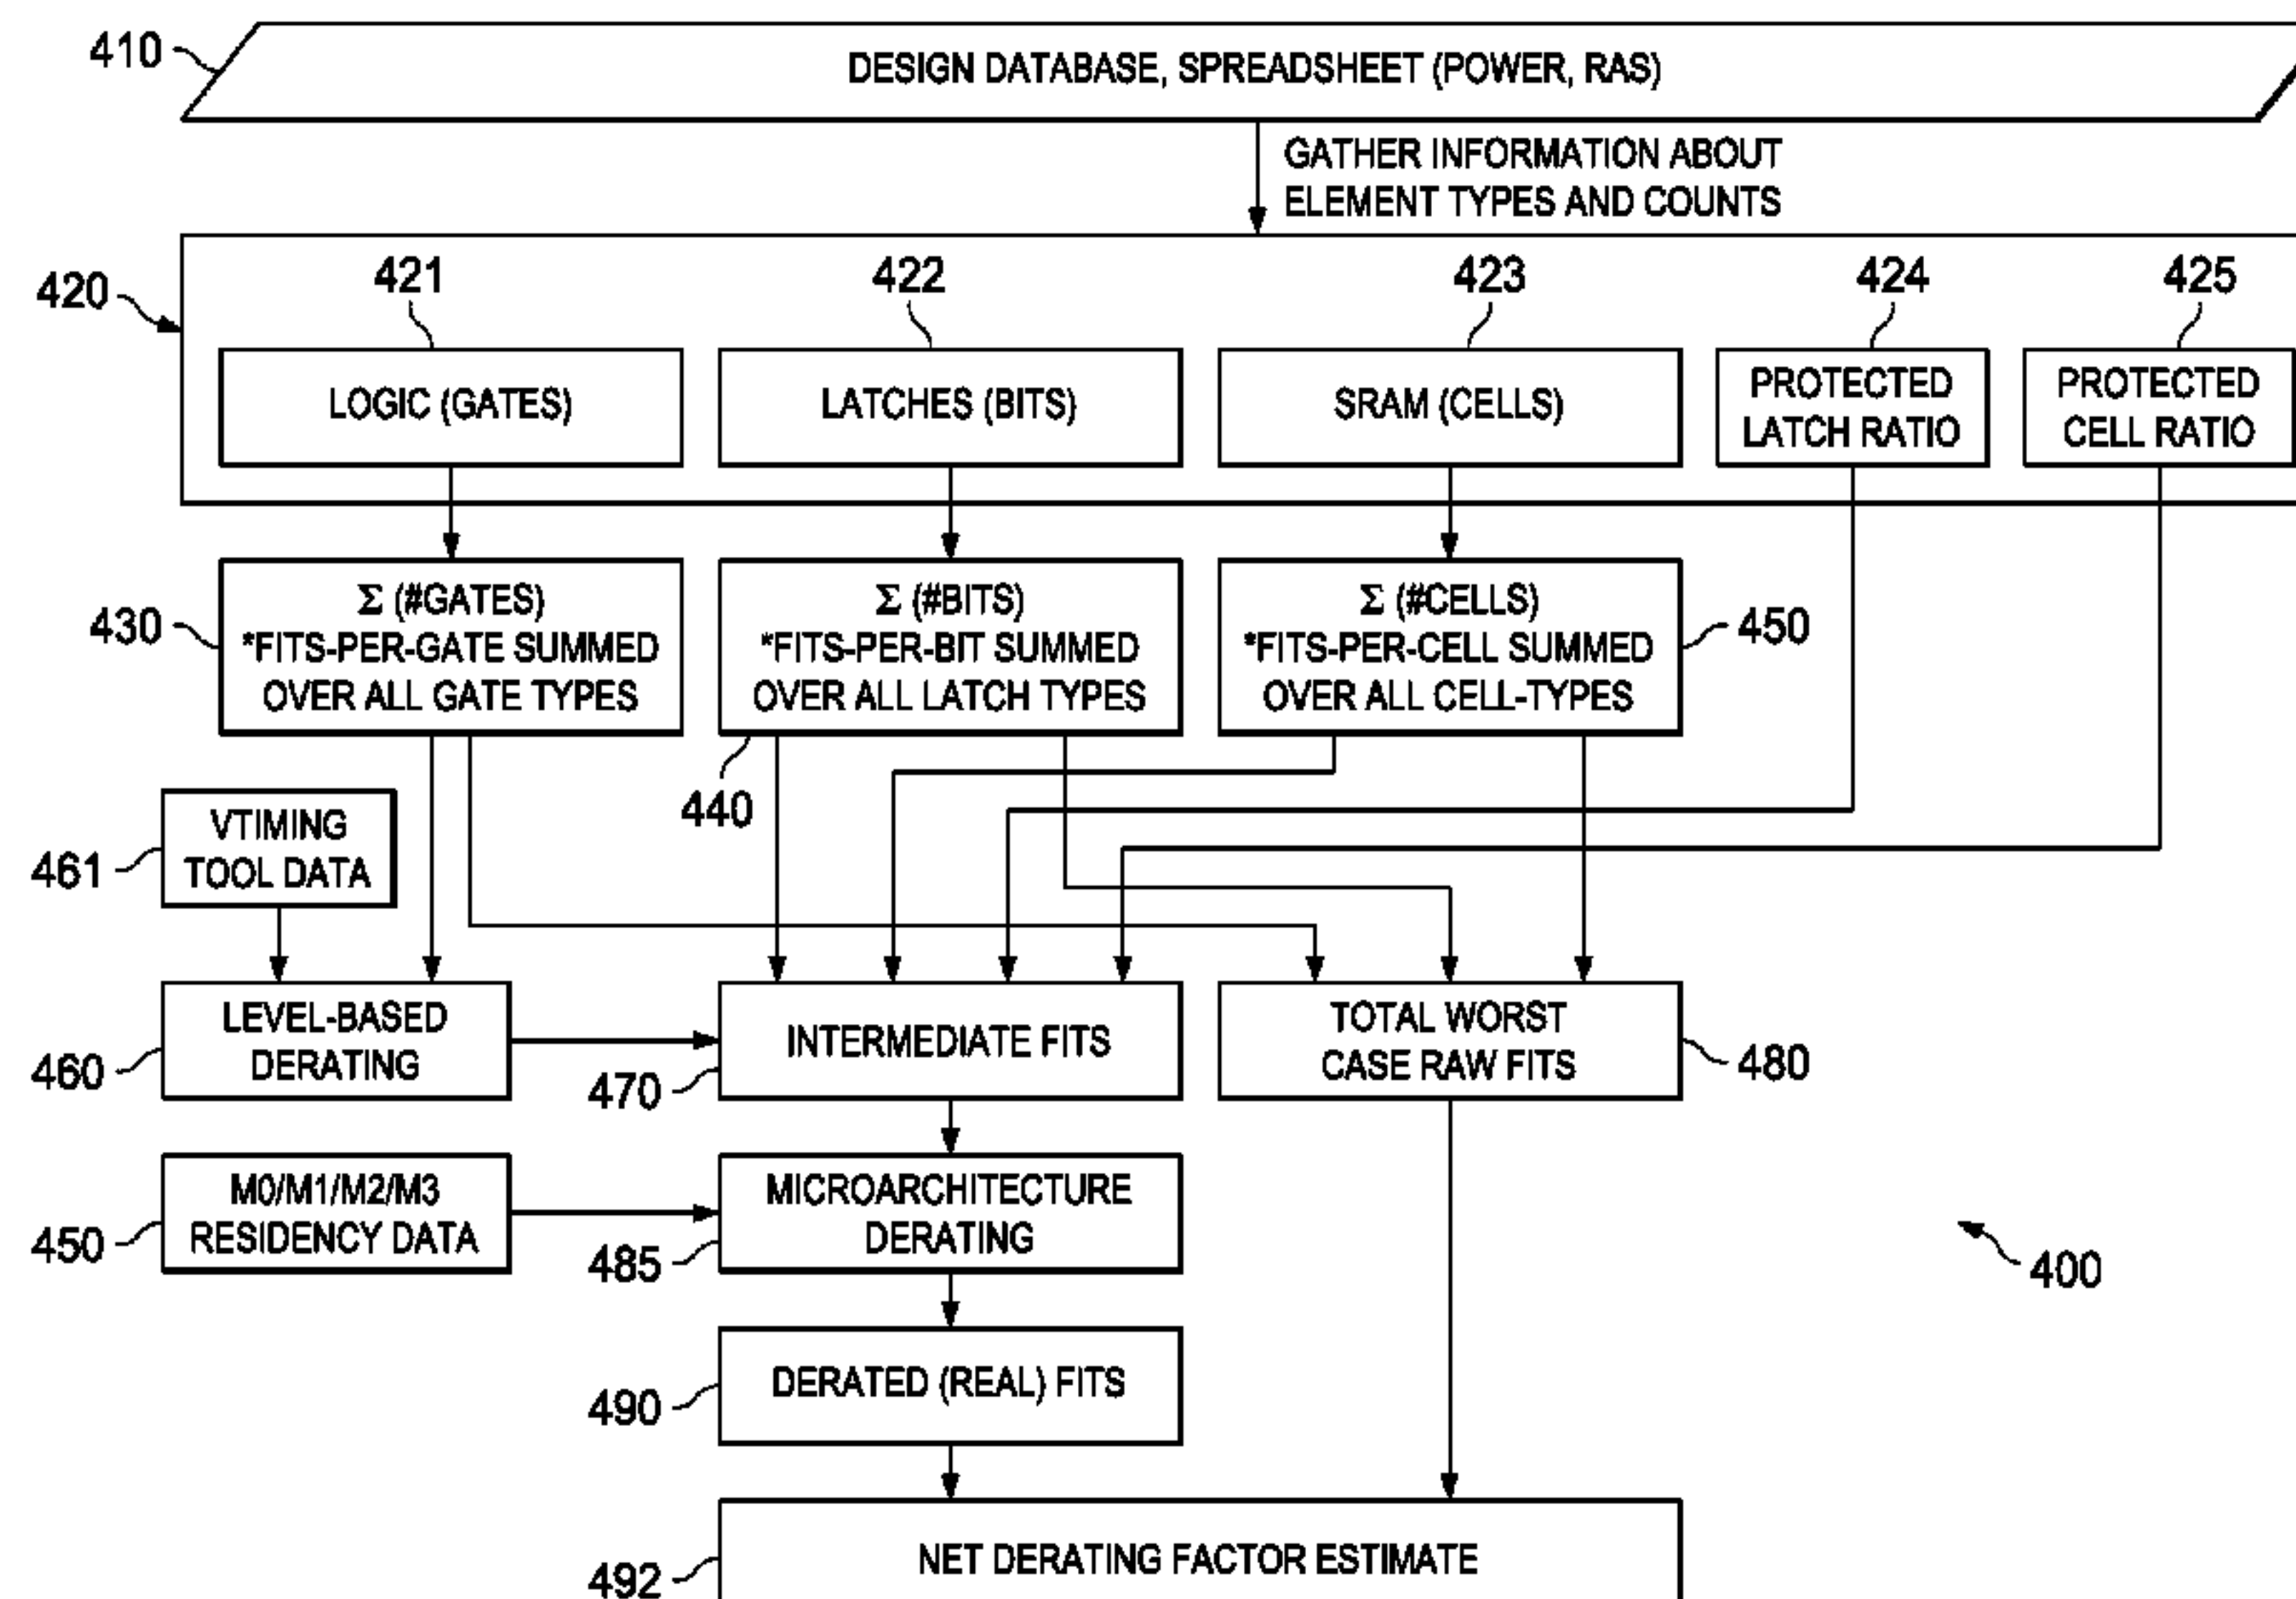 410
DESIGN DATABASE, SPREADSHEET (POWER, RAS)
GATHER INFORMATION ABOUT
ELEMENT TYPES AND COUNTS
420
421
422
423
424
425
LOGIC (GATES)
LATCHES (BITS)
SRAM (CELLS)
PROTECTED
LATCH RATIO
PROTECTED
CELL RATIO
430
Σ (#GATES)
*FITS-PER-GATE SUMMED
OVER ALL GATE TYPES
Σ (#BITS)
*FITS-PER-BIT SUMMED
OVER ALL LATCH TYPES
440
Σ (#CELLS)
*FITS-PER-CELL SUMMED
OVER ALL CELL-TYPES
450
461
VTIMING
TOOL DATA
460
LEVEL-BASED
DERATING
470
INTERMEDIATE FITS
TOTAL WORST
CASE RAW FITS
480
450
M0/M1/M2/M3
RESIDENCY DATA
485
MICROARCHITECTURE
DERATING
400
490
DERATED (REAL) FITS
492
NET DERATING FACTOR ESTIMATE